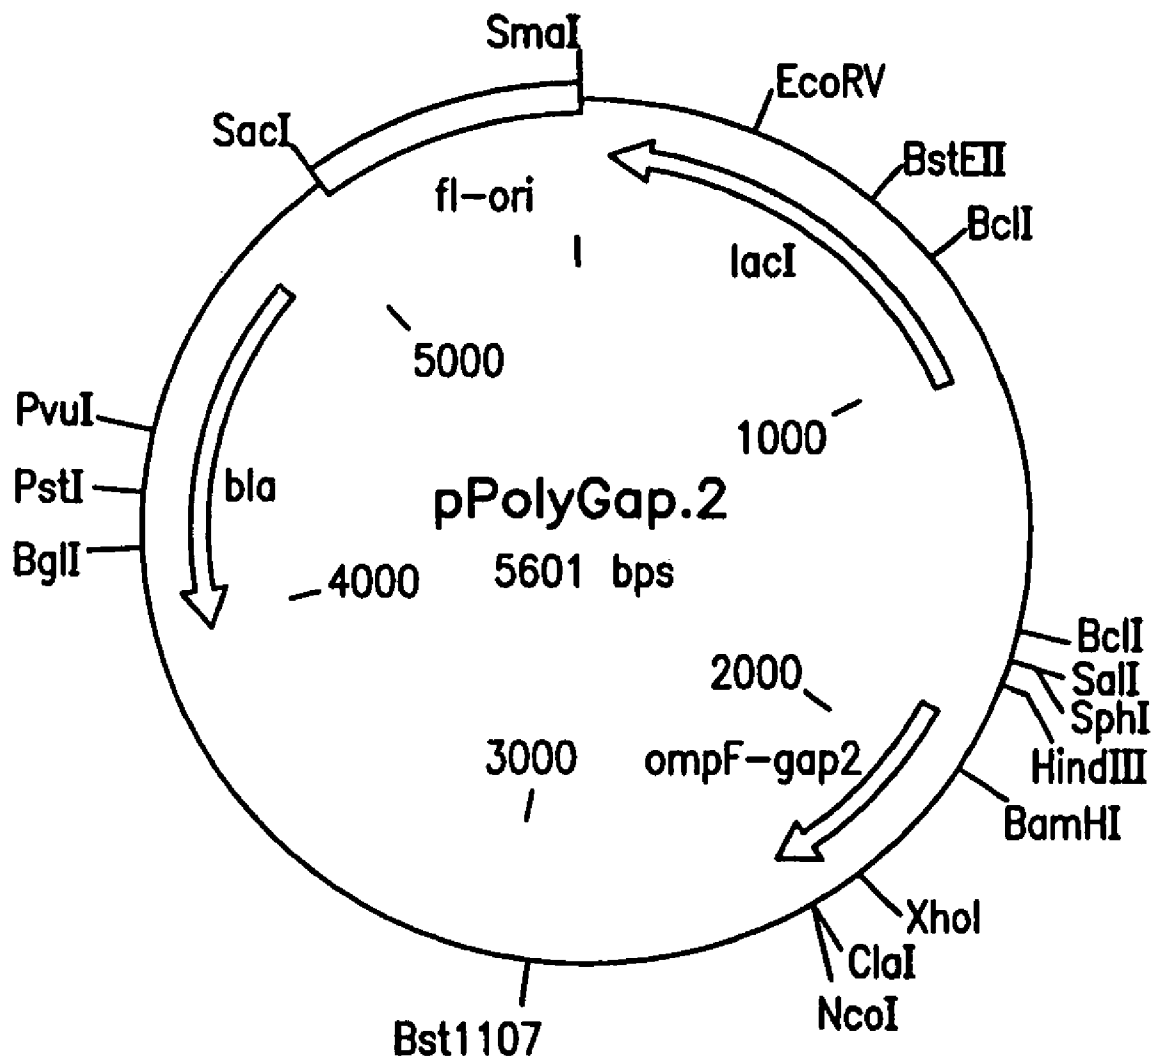 SmaI
EcoRV
SacI
BstEII
fl-ori
BclI
lacI
I
5000
PvuI
1000
PstI
bla
pPolyGap.2
BglI
4000
5601 bps
BclI
2000
SalI
SphI
3000
ompF-gap2
HindIII
BamHI
XhoI
ClaI
NcoI
Bst1107